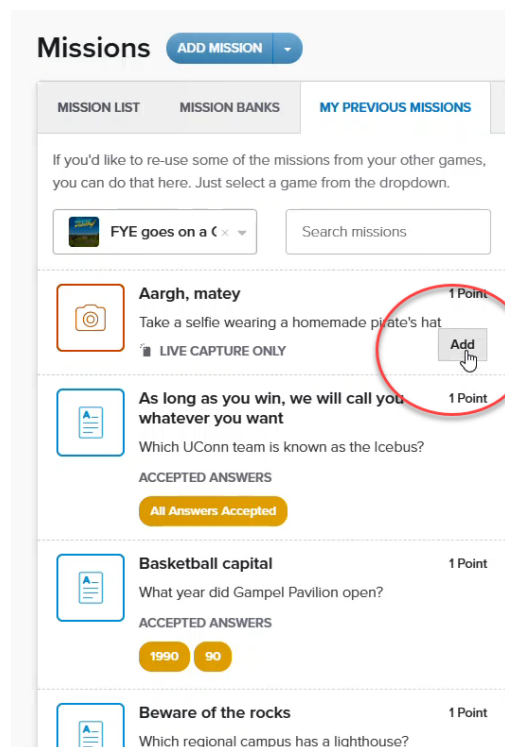 Missions
ADD MISSION
MISSION LIST
MISSION BANKS
MY PREVIOUS MISSIONS
If you'd like to re-use some of the missions from your other games,
you can do that here. Just select a game from the dropdown.
FYE goes on a
Search missions
Aargh, matey
1 Point
Take a selfie wearing a homemade pirate's hat
LIVE CAPTURE ONLY
Add
As long as you win, we will call you
whatever you want
1 Point
Which UConn team is known as the Icebus?
ACCEPTED ANSWERS
All Answers Accepted
Basketball capital
1 Point
What year did Gampel Pavilion open?
ACCEPTED ANSWERS
1990
90
Beware of the rocks
1 Point
Which regional campus has a lighthouse?